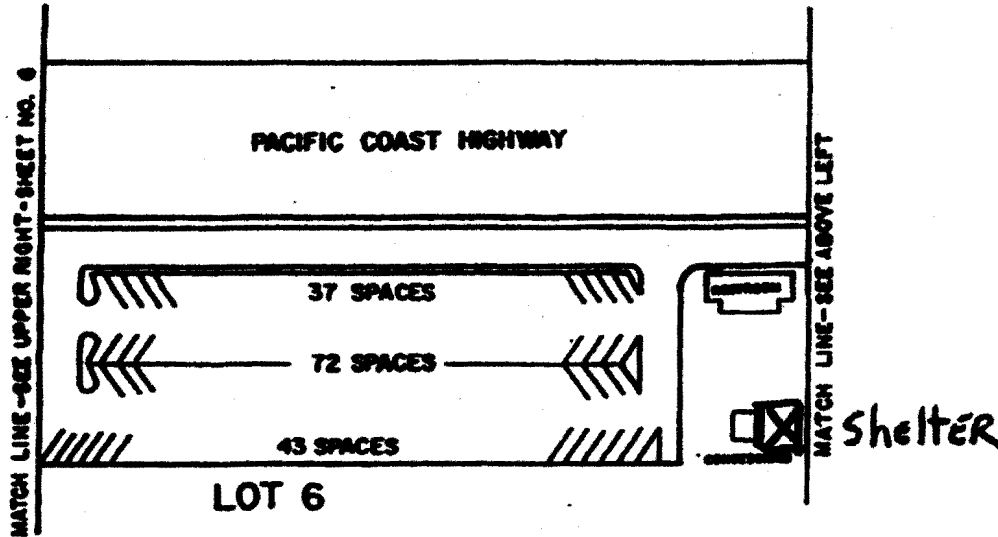 MATCH LINE-SEE UPPER RIGHT-SHEET NO. 6
PACIFIC COAST HIGHWAY
MATCH LINE-SEE ABOVE LEFT
37 SPACES
RESTROOM
72 SPACES
43 SPACES
SheltER
LOT 6